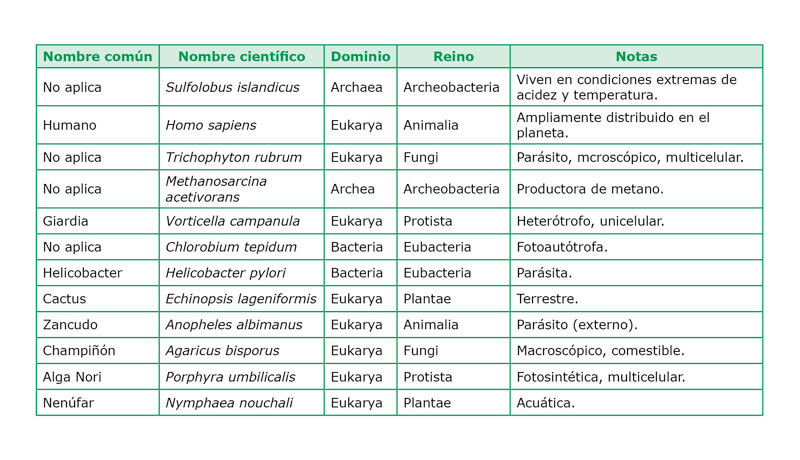 Nombre común Nombre científico Dominio Reino Notas
No aplica Sulfolobus islandicus Archaea Archeobacteria Viven en condiciones extremas de
acidez y temperatura.
Humano Homo sapiens Eukarya Animalia Ampliamente distribuido en el
planeta.
No aplica Trichophyton rubrum Eukarya Fungi Parásito, mcroscópico, multicelular.
No aplica Methanosarcina
acetivorans Archea Archeobacteria Productora de metano.
Giardia Vorticella campanula Eukarya Protista Heterótrofo, unicelular.
No aplica Chlorobium tepidum Bacteria Eubacteria Fotoautótrofa.
Helicobacter Helicobacter pylori Bacteria Eubacteria Parásita.
Cactus Echinopsis lageniformis Eukarya Plantae Terrestre.
Zancudo Anopheles albimanus Eukarya Animalia Parásito (externo).
Champiñón Agaricus bisporus Eukarya Fungi Macroscópico, comestible.
Alga Nori Porphyra umbilicalis Eukarya Protista Fotosintética, multicelular.
Nenúfar Nymphaea nouchali Eukarya Plantae Acuática.